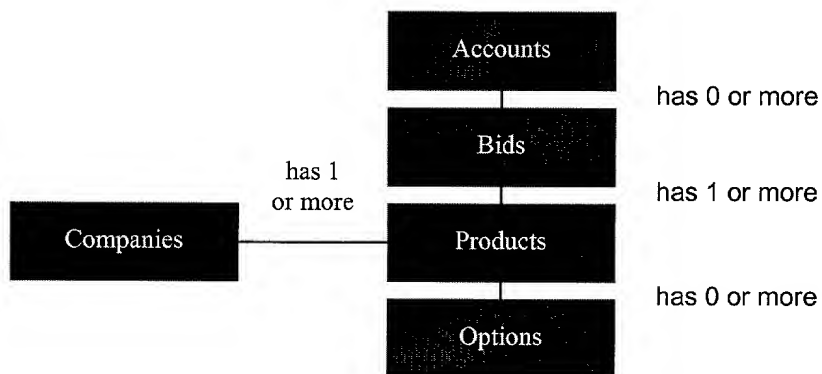 Accounts
has 0 or more
Bids
has 1
or more
has 1 or more
Companies
Products
has 0 or more
Options